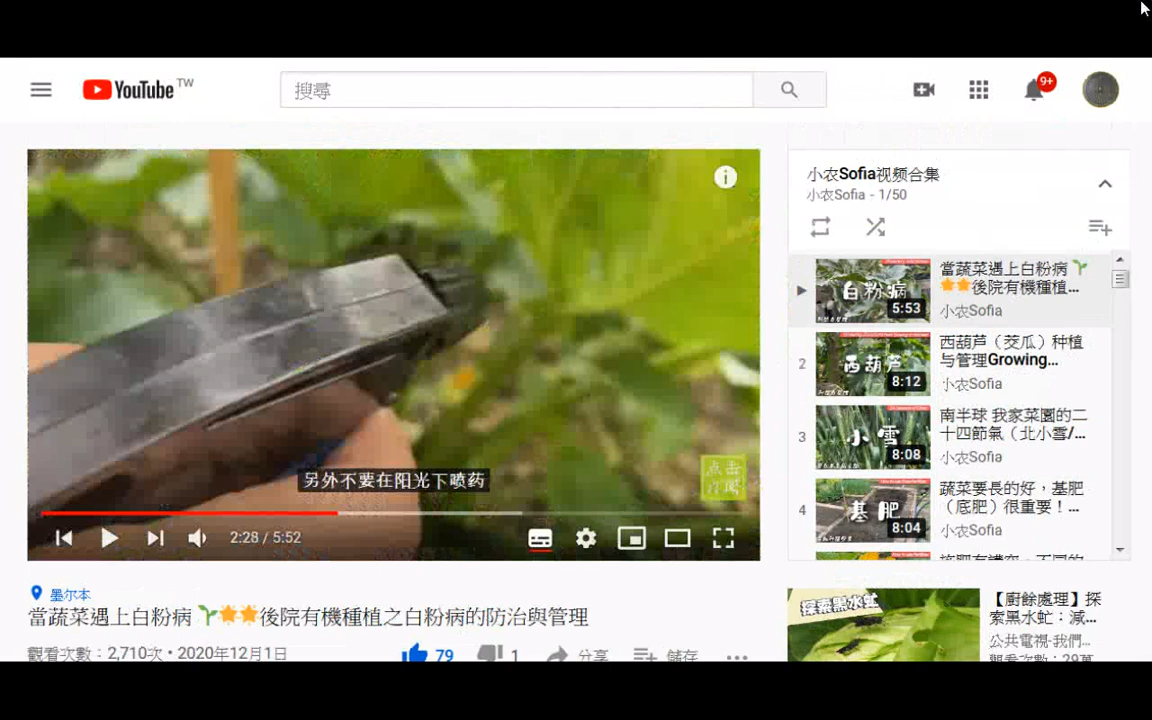 YouTube TW
搜尋
9+
小农Sofia视频合集
小农Sofia - 1/50
白粉病
5:53
當蔬菜遇上白粉病
後院有機種植...
小农Sofia
2
西葫芦
8:12
西葫芦（茭瓜）种植
与管理Growing...
小农Sofia
3
小雪
8:08
南半球 我家菜園的二
十四節氣（北小雪/...
小农Sofia
4
基肥
8:04
蔬菜要長的好，基肥
（底肥）很重要！...
小农Sofia
点击
订阅
另外不要在阳光下喷药
2:28 / 5:52
墨尔本
當蔬菜遇上白粉病 後院有機種植之白粉病的防治與管理
觀看次數：2,710次 • 2020年12月1日
79
1
分享
儲存
探索黑水虻
【廚餘處理】探
索黑水虻：減...
公共電視-我們...